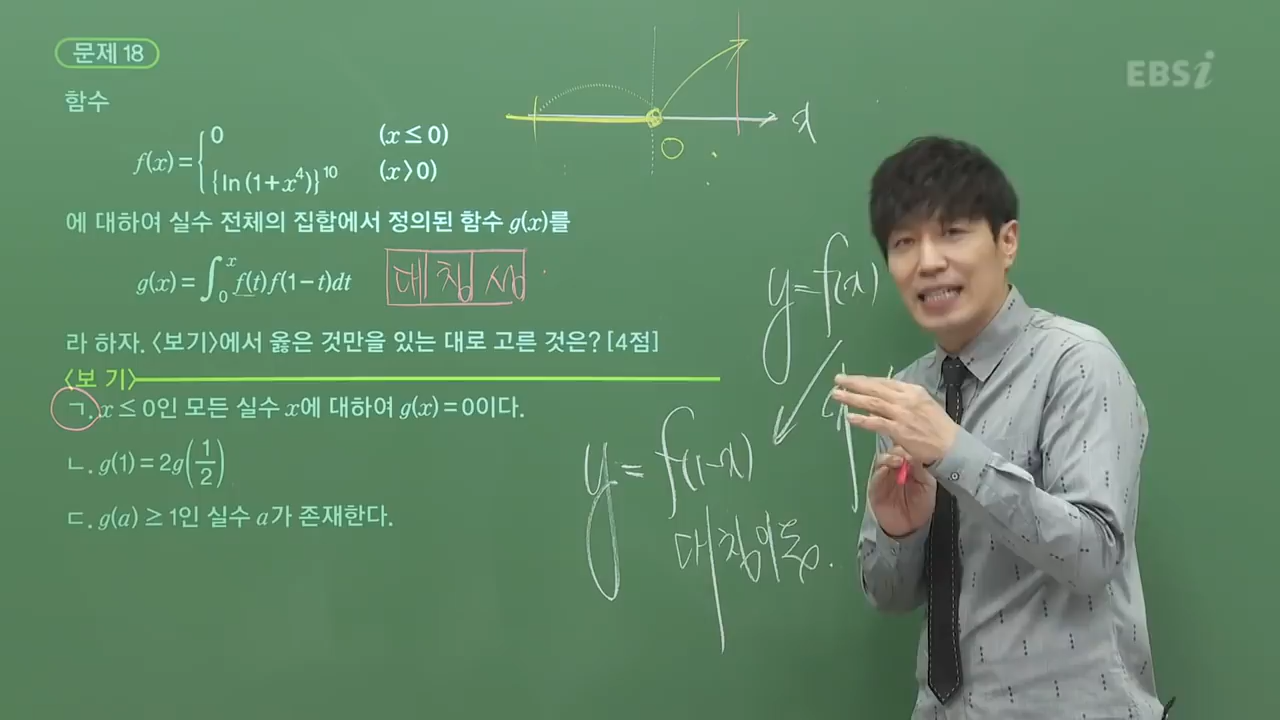 문제 18
EBSi
함수
f(x)={0 (x≤0)
{ln(1+x⁴)}¹⁰ (x>0)
x
O
에 대하여 실수 전체의 집합에서 정의된 함수 g(x)를
g(x)=∫₀ˣ f(t)f(1-t)dt
대칭성
라 하자. 〈보기〉에서 옳은 것만을 있는 대로 고른 것은? [4점]
〈보 기〉
ㄱ. x≤0인 모든 실수 x에 대하여 g(x)=0이다.
ㄴ. g(1)=2g(1/2)
ㄷ. g(a)≥1인 실수 a가 존재한다.
y=f(x)
y=f(1-x)
대칭이동.